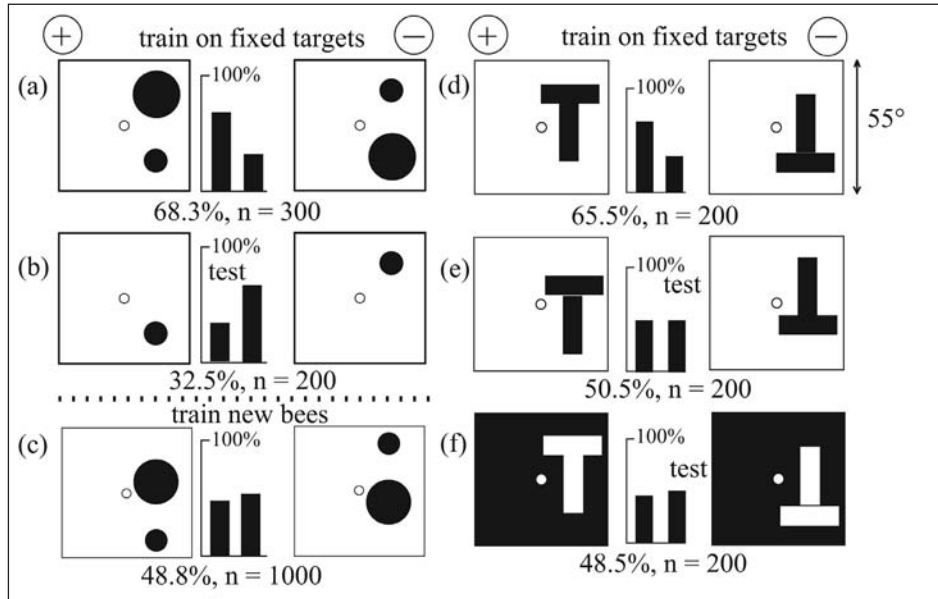 + train on fixed targets −
(a) 100%
68.3%, n = 300
(b) 100%
test
32.5%, n = 200
train new bees
(c) 100%
48.8%, n = 1000
+ train on fixed targets −
(d) 100%
55°
65.5%, n = 200
(e) 100%
test
50.5%, n = 200
(f) 100%
test
48.5%, n = 200